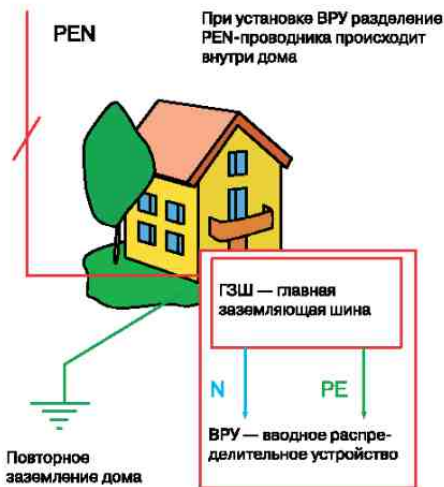 PEN
При установке ВРУ разделение
PEN-проводника происходит
внутри дома
ГЗШ — главная
заземляющая шина
N
PE
ВРУ — вводное распре-
делительное устройство
Повторное
заземление дома